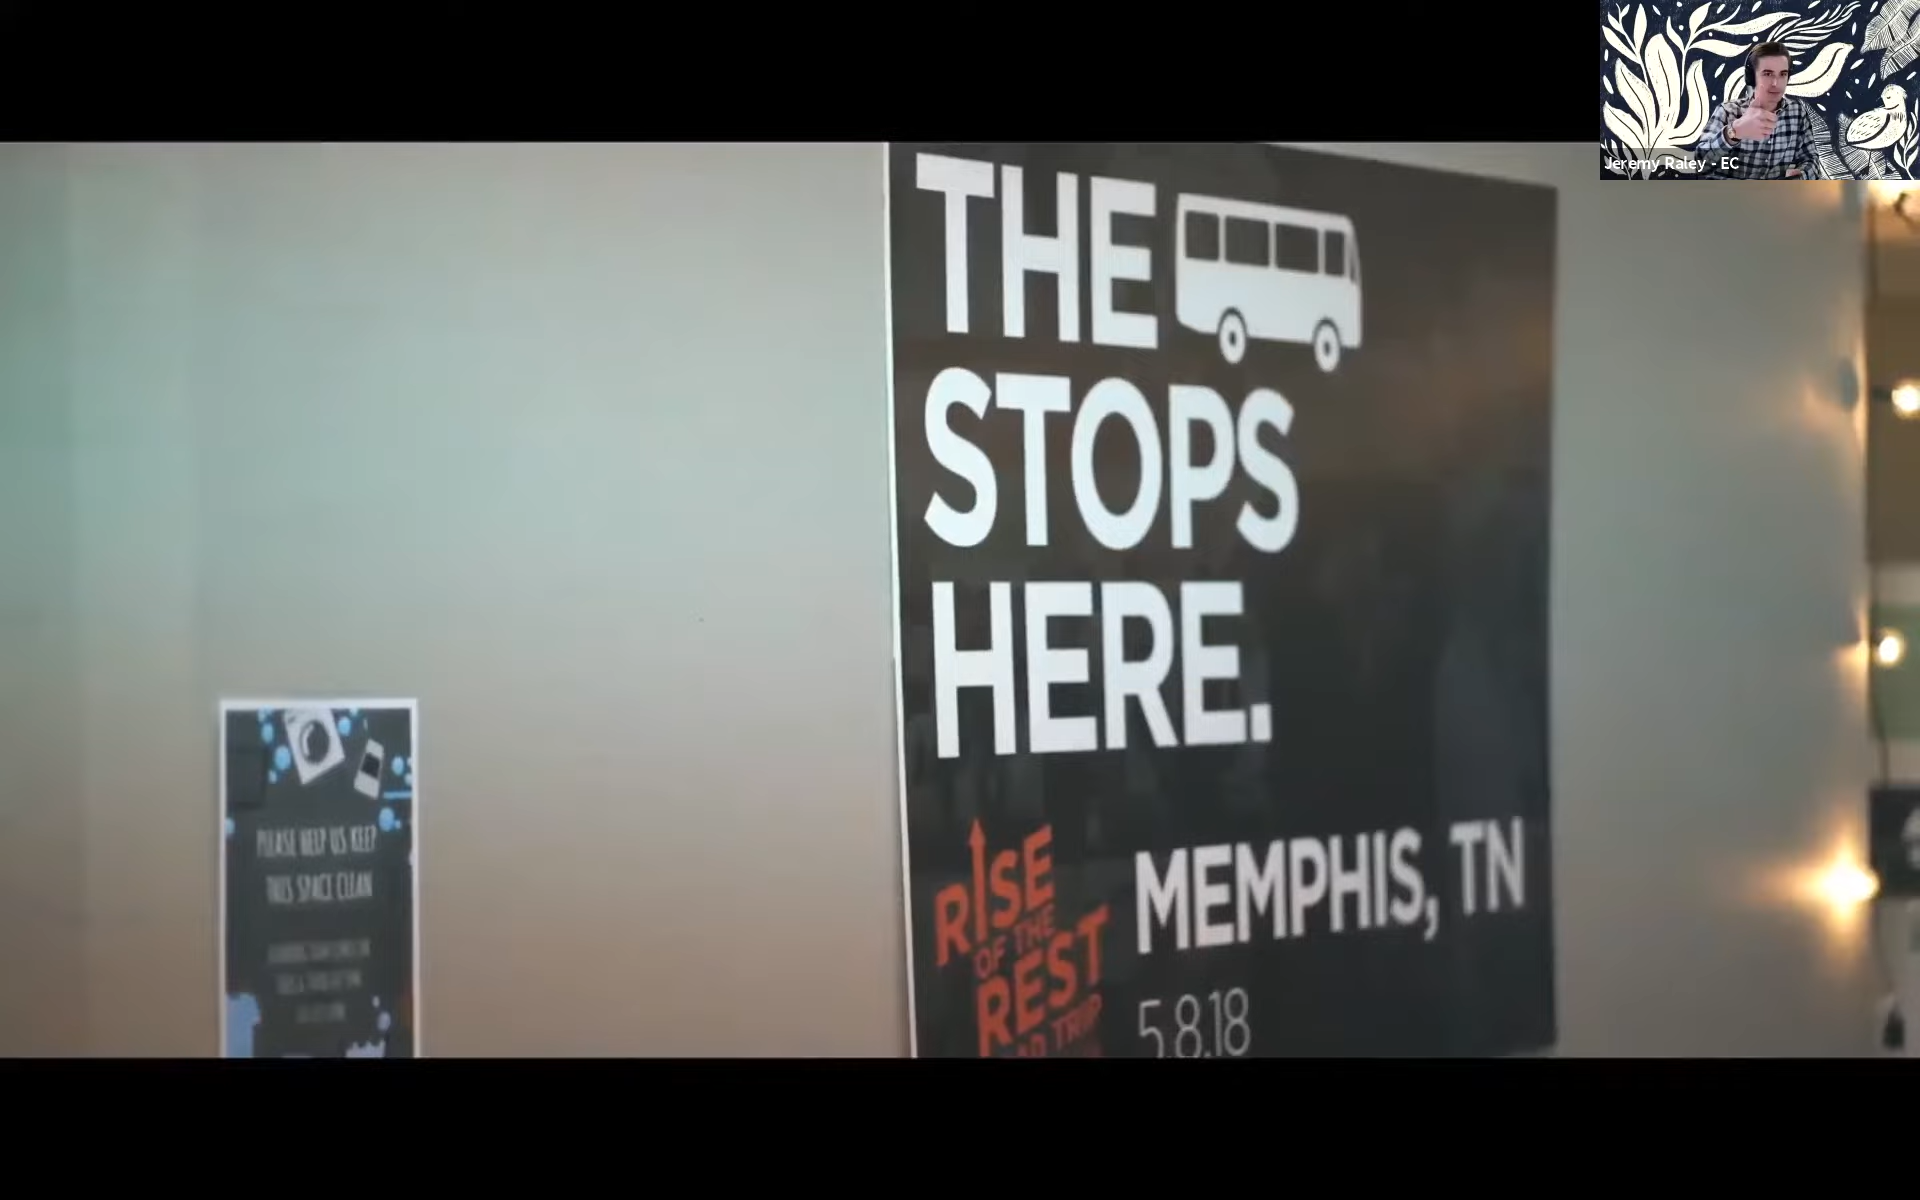 Jeremy Raley - EC
THE
STOPS
HERE.
RISE
OF THE
REST
TRIP
MEMPHIS, TN
5.8.18
PLEASE HELP US KEEP
THIS SPACE CLEAN